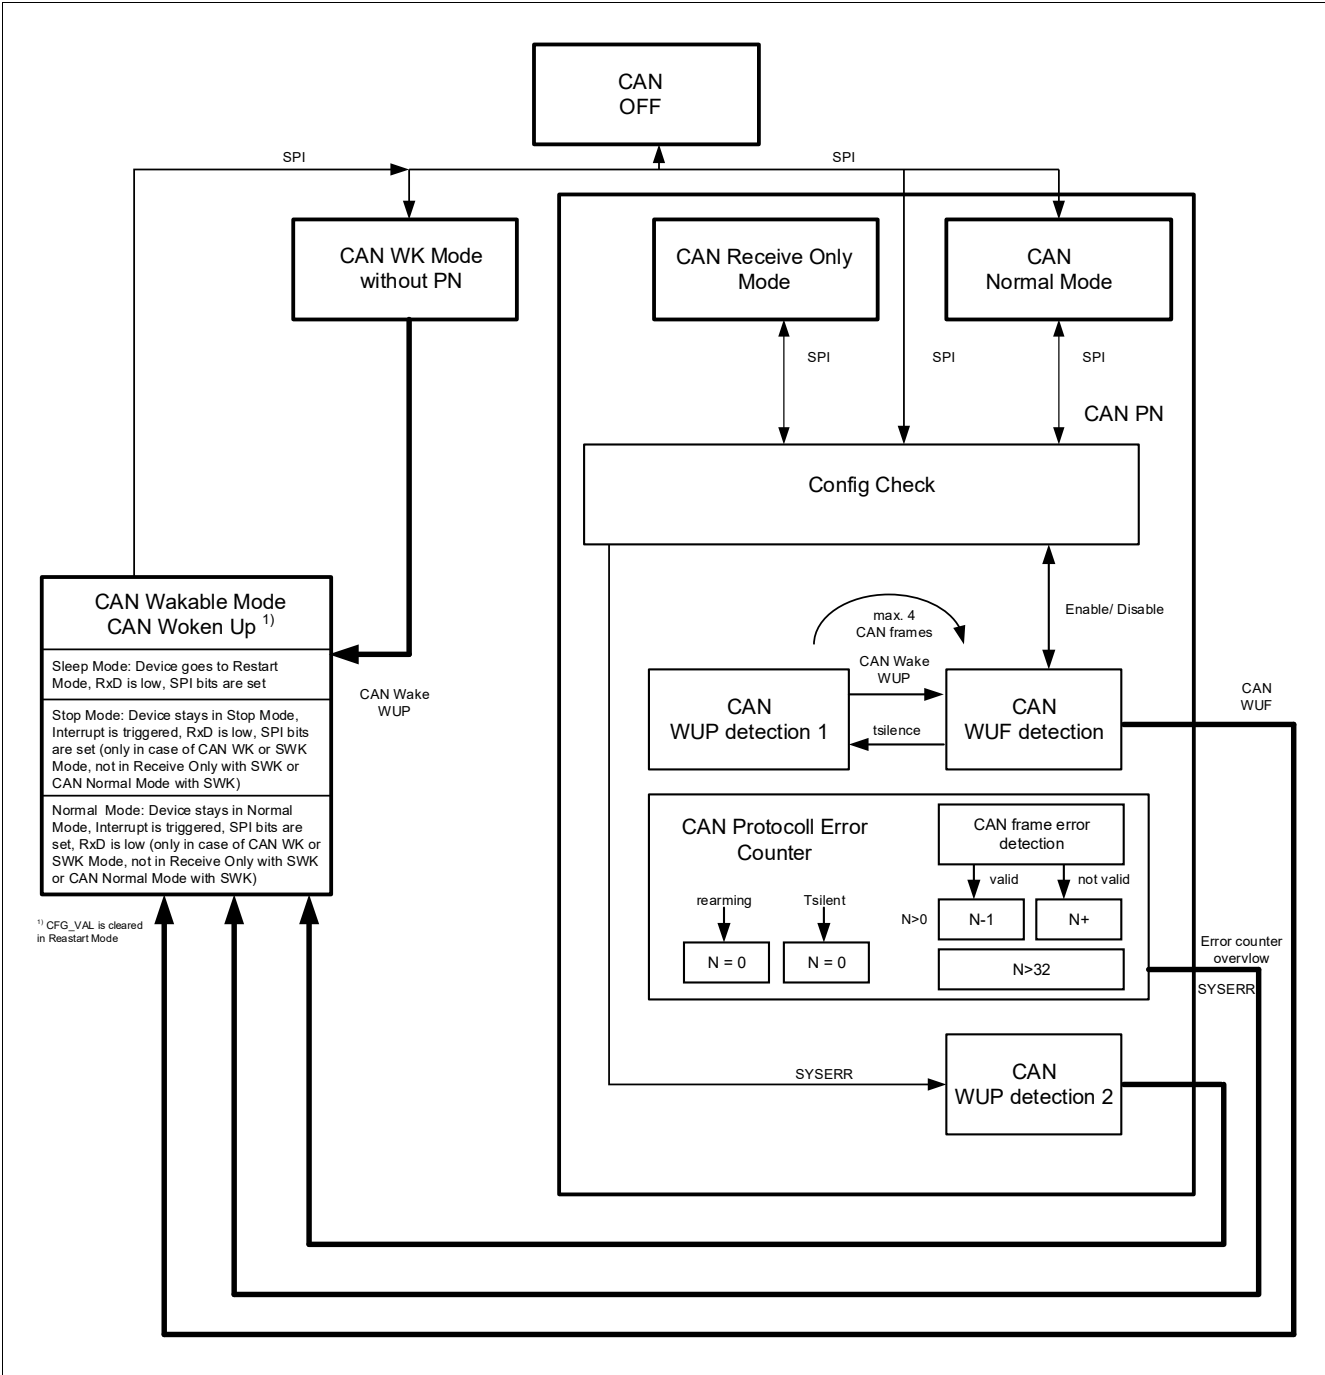 CAN
OFF
SPI
SPI
CAN WK Mode
without PN
CAN Receive Only
Mode
CAN
Normal Mode
SPI
SPI
SPI
CAN PN
Config Check
CAN Wakable Mode
CAN Woken Up 1)
Sleep Mode: Device goes to Restart
Mode, RxD is low, SPI bits are set
Stop Mode: Device stays in Stop Mode,
Interrupt is triggered, RxD is low, SPI bits
are set (only in case of CAN WK or SWK
Mode, not in Receive Only with SWK or
CAN Normal Mode with SWK)
Normal  Mode: Device stays in Normal
Mode, Interrupt is triggered, SPI bits are
set, RxD is low (only in case of CAN WK or
SWK Mode, not in Receive Only with SWK
or CAN Normal Mode with SWK)
1) CFG_VAL is cleared
in Reastart Mode
CAN Wake
WUP
Enable/ Disable
max. 4
CAN frames
CAN Wake
WUP
tsilence
CAN
WUP detection 1
CAN
WUF detection
CAN
WUF
CAN Protocoll Error
Counter
CAN frame error
detection
valid
not valid
rearming
Tsilent
N>0
N-1
N+
N = 0
N = 0
N>32
Error counter
overvlow
SYSERR
SYSERR
CAN
WUP detection 2